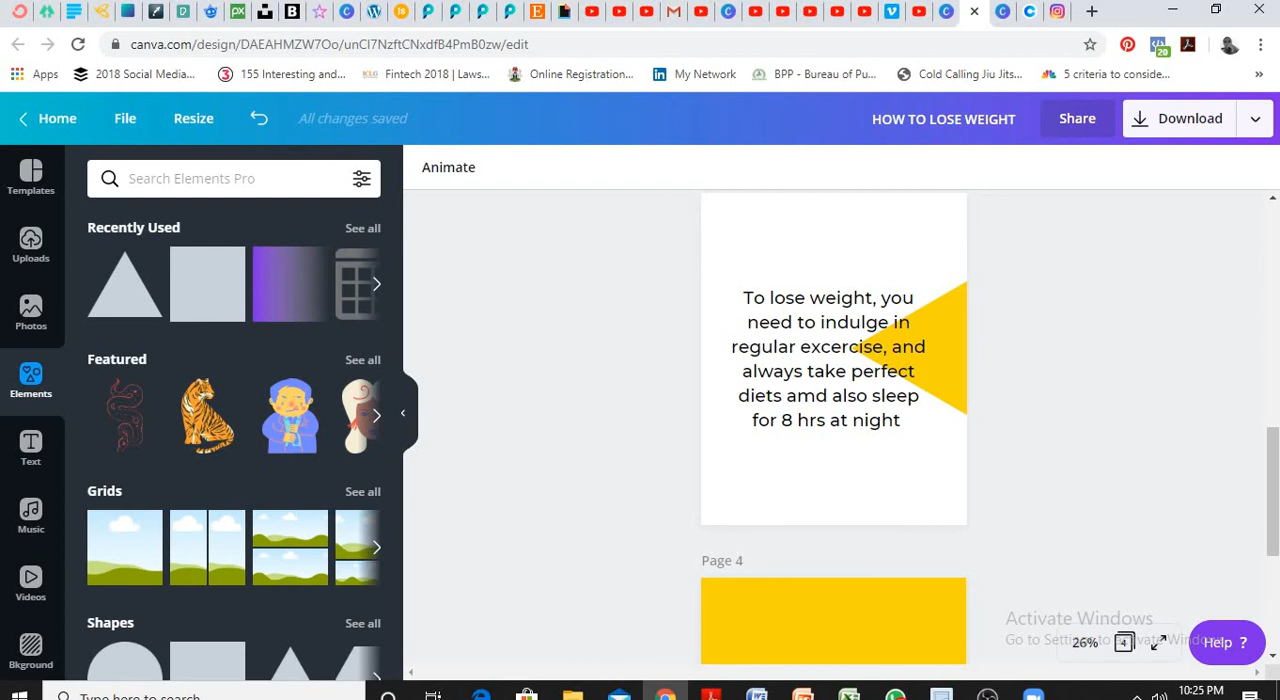 canva.com/design/DAEAHMZW7Oo/unCI7NzftCNxdfB4PmB0zw/edit
20
Apps
2018 Social Media...
155 Interesting and...
Fintech 2018 | Laws...
Online Registration...
My Network
BPP - Bureau of Pu...
Cold Calling Jiu Jits...
5 criteria to conside...
»
Home
File
Resize
All changes saved
HOW TO LOSE WEIGHT
Share
Download
Templates
Uploads
Photos
Elements
Text
Music
Videos
Bkground
Search Elements Pro
Recently Used
See all
Featured
See all
Grids
See all
Shapes
See all
Animate
To lose weight, you
need to indulge in
regular excercise, and
always take perfect
diets amd also sleep
for 8 hrs at night
Page 4
Activate Windows
Go to Settings to activate Windows.
26%
4
Help ?
Type here to search
10:25 PM